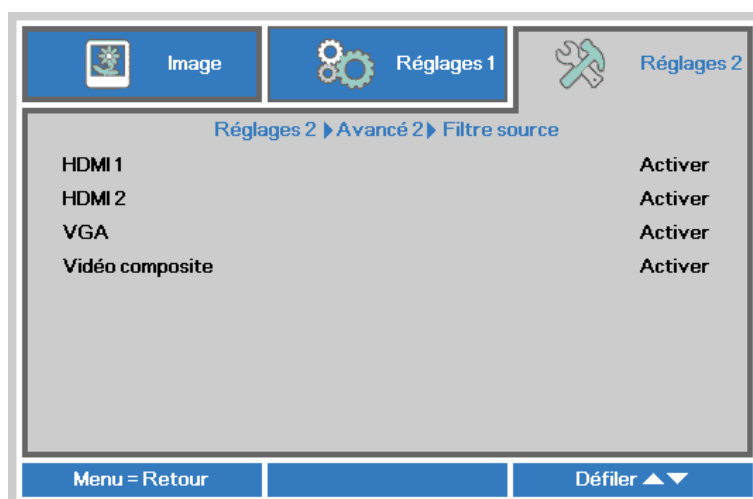 Image
Réglages 1
Réglages 2
Réglages 2 Avancé 2 Filtre source
HDMI 1 Activer
HDMI 2 Activer
VGA Activer
Vidéo composite Activer
Menu = Retour
Défiler ▲▼